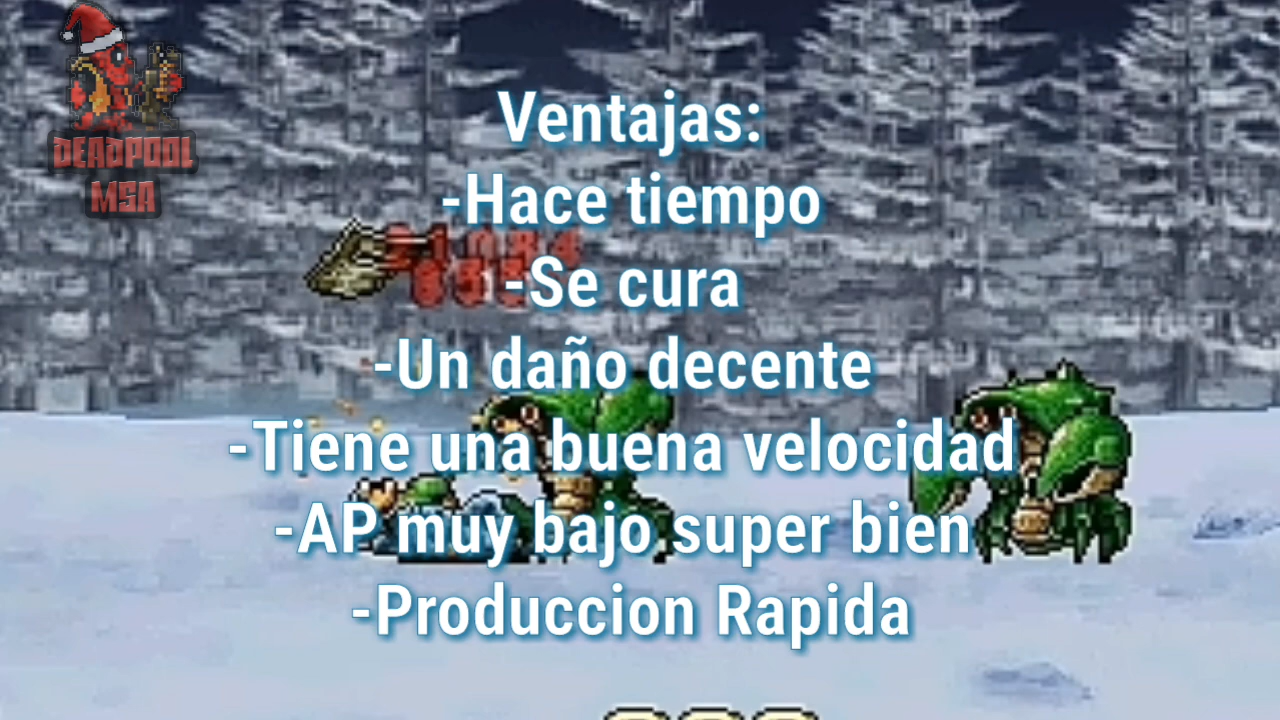 DEADPOOL
MSA
Ventajas:
-Hace tiempo
-Se cura
-Un daño decente
-Tiene una buena velocidad
-AP muy bajo super bien
-Produccion Rapida